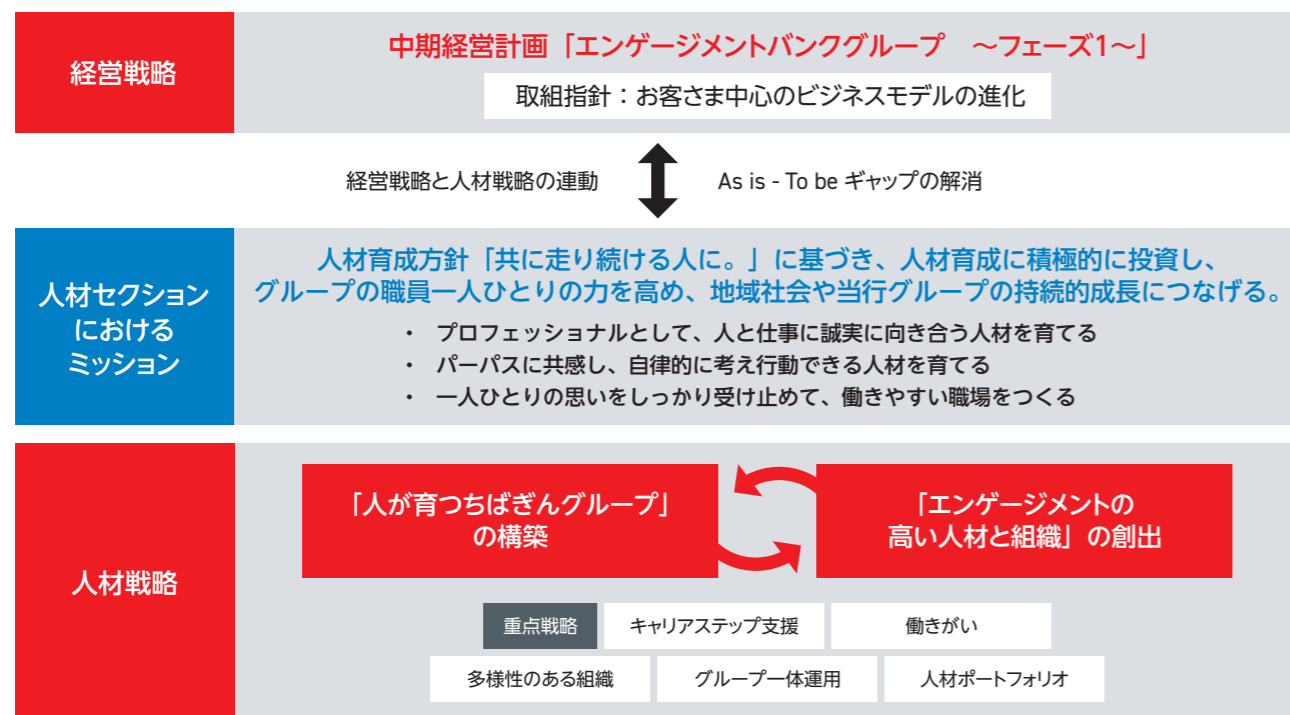 経営戦略
中期経営計画「エンゲージメントバンクグループ　～フェーズ1～」
取組指針：お客さま中心のビジネスモデルの進化
経営戦略と人材戦略の連動
As is - To be ギャップの解消
人材セクション
における
ミッション
人材育成方針「共に走り続ける人に。」に基づき、人材育成に積極的に投資し、
グループの職員一人ひとりの力を高め、地域社会や当行グループの持続的成長につなげる。
・ プロフェッショナルとして、人と仕事に誠実に向き合う人材を育てる
・ パーパスに共感し、自律的に考え行動できる人材を育てる
・ 一人ひとりの思いをしっかり受け止めて、働きやすい職場をつくる
人材戦略
「人が育つちばぎんグループ」
の構築
「エンゲージメントの
高い人材と組織」の創出
重点戦略
キャリアステップ支援
働きがい
多様性のある組織
グループ一体運用
人材ポートフォリオ